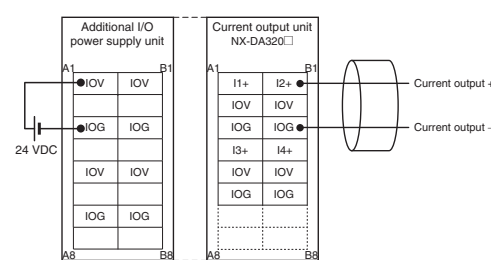 Additional I/O
power supply unit
Current output unit
NX-DA320□
A1 B1 A1 B1
IOV IOV I1+ I2+ Current output +
IOV IOV
IOG IOG IOG IOG Current output -
24 VDC
I3+ I4+
IOV IOV IOV IOV
IOG IOG
IOG IOG
A8 B8 A8 B8